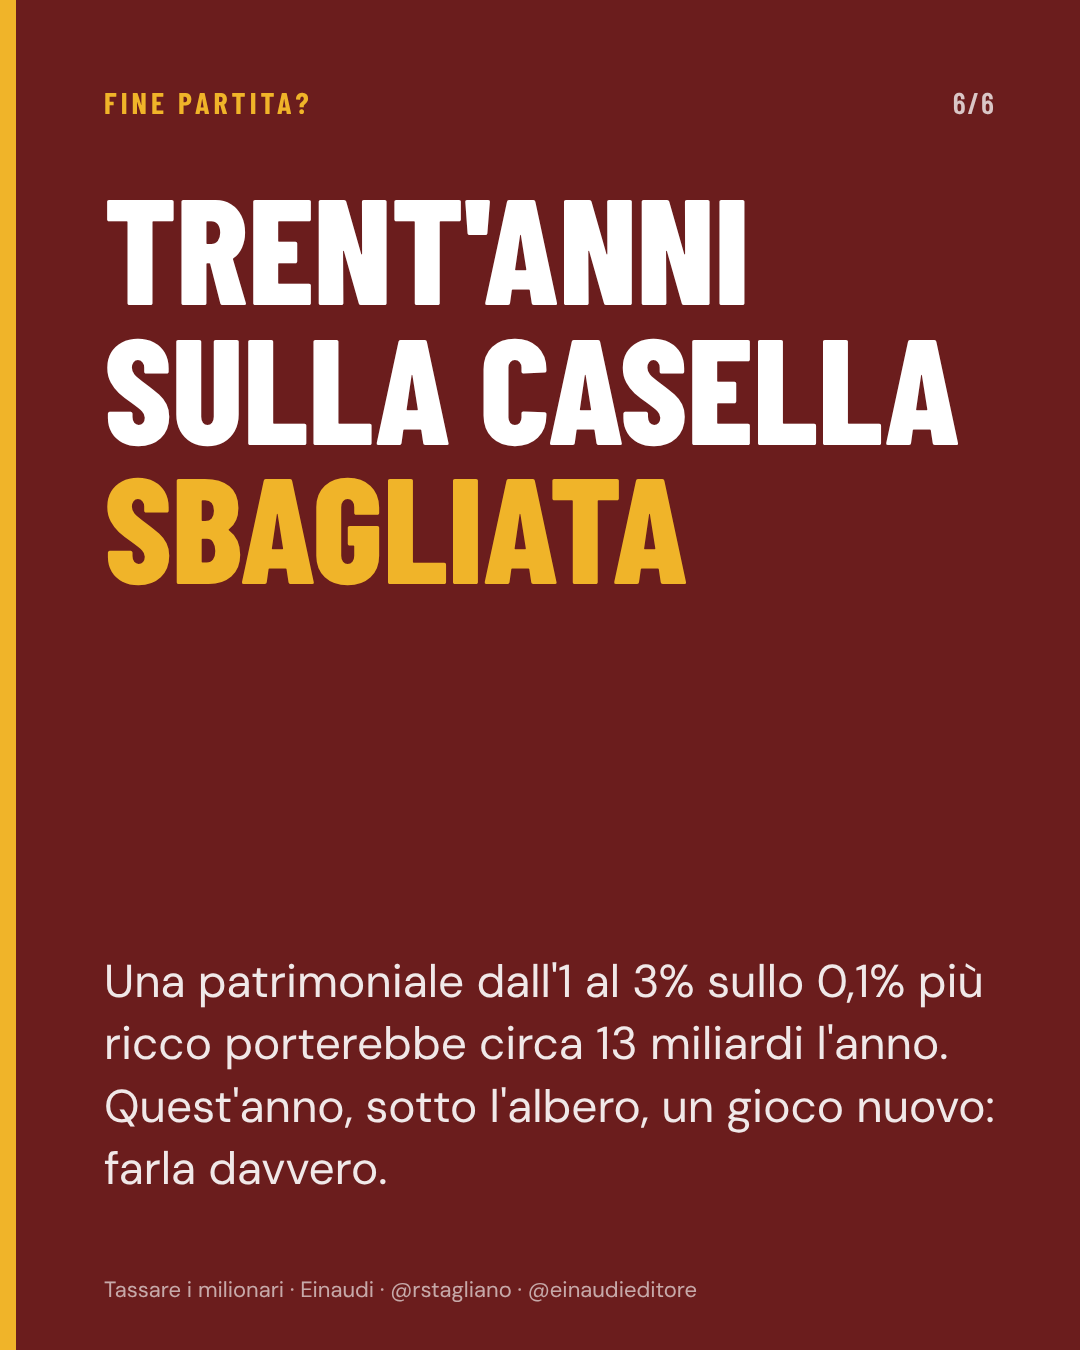 FINE PARTITA?
6/6
TRENT'ANNI
SULLA CASELLA
SBAGLIATA
Una patrimoniale dall'1 al 3% sullo 0,1% più
ricco porterebbe circa 13 miliardi l'anno.
Quest'anno, sotto l'albero, un gioco nuovo:
farla davvero.
Tassare i milionari · Einaudi · @rstagliano · @einaudieditore